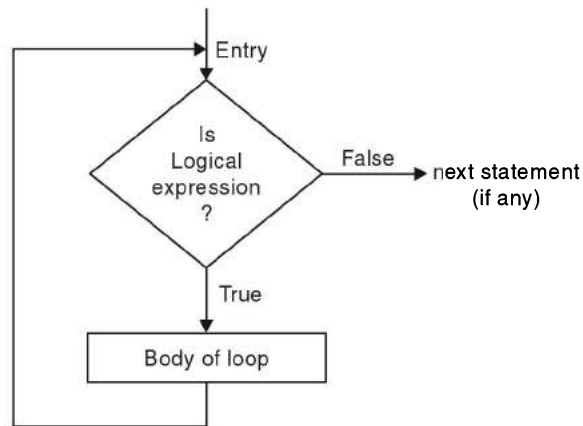 Entry
Is
Logical
expression
?
False
next statement
(if any)
True
Body of loop